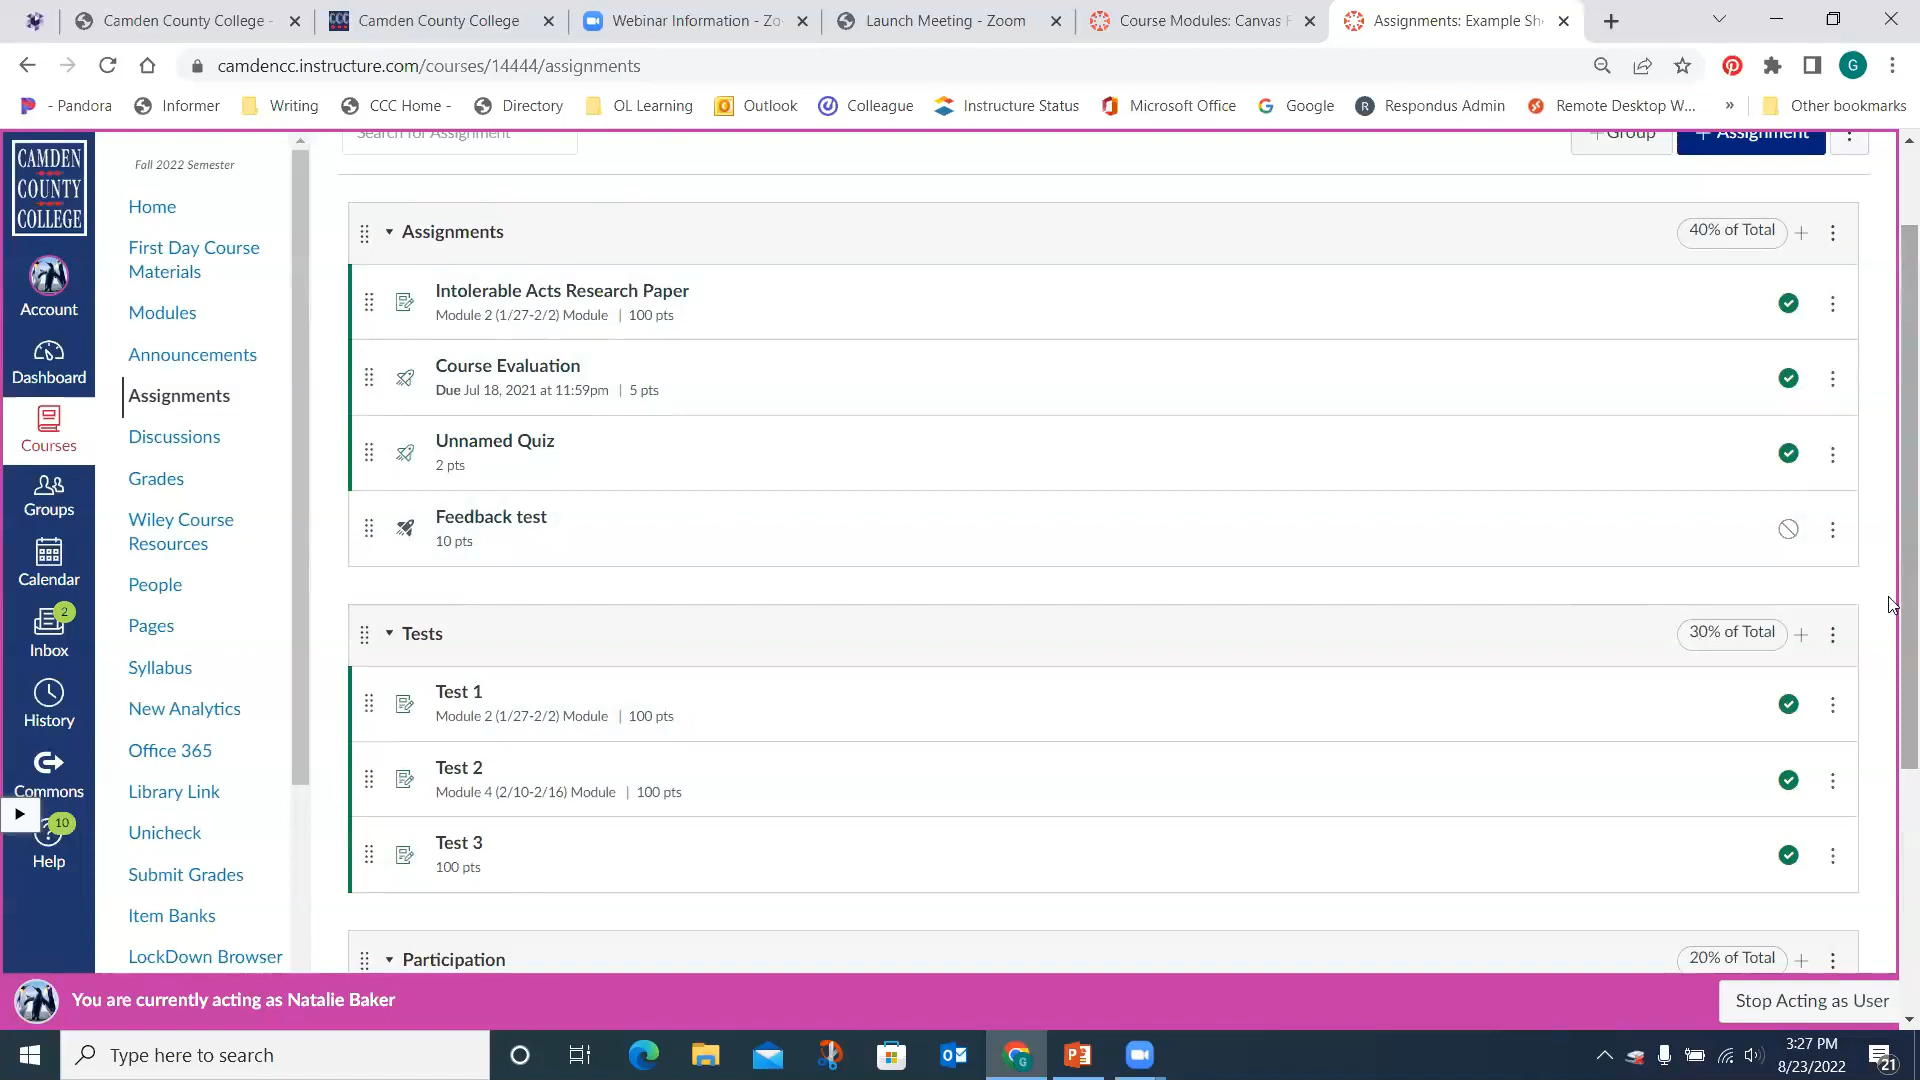 Camden County College -
Camden County College
Webinar Information - Zo
Launch Meeting - Zoom
Course Modules: Canvas F
Assignments: Example Sh
camdencc.instructure.com/courses/14444/assignments
G
- Pandora
Informer
Writing
CCC Home -
Directory
OL Learning
Outlook
Colleague
Instructure Status
Microsoft Office
Google
Respondus Admin
Remote Desktop W...
»
Other bookmarks
CAMDEN
COUNTY
COLLEGE
Account
Dashboard
Courses
Groups
Calendar
2
Inbox
History
Commons
10
Help
Fall 2022 Semester
Home
First Day Course
Materials
Modules
Announcements
Assignments
Discussions
Grades
Wiley Course
Resources
People
Pages
Syllabus
New Analytics
Office 365
Library Link
Unicheck
Submit Grades
Item Banks
LockDown Browser
Search for Assignment
+ Group
+ Assignment
Assignments
40% of Total
Intolerable Acts Research Paper
Module 2 (1/27-2/2) Module | 100 pts
Course Evaluation
Due Jul 18, 2021 at 11:59pm | 5 pts
Unnamed Quiz
2 pts
Feedback test
10 pts
Tests
30% of Total
Test 1
Module 2 (1/27-2/2) Module | 100 pts
Test 2
Module 4 (2/10-2/16) Module | 100 pts
Test 3
100 pts
Participation
20% of Total
You are currently acting as Natalie Baker
Stop Acting as User
Type here to search
3:27 PM
8/23/2022
21